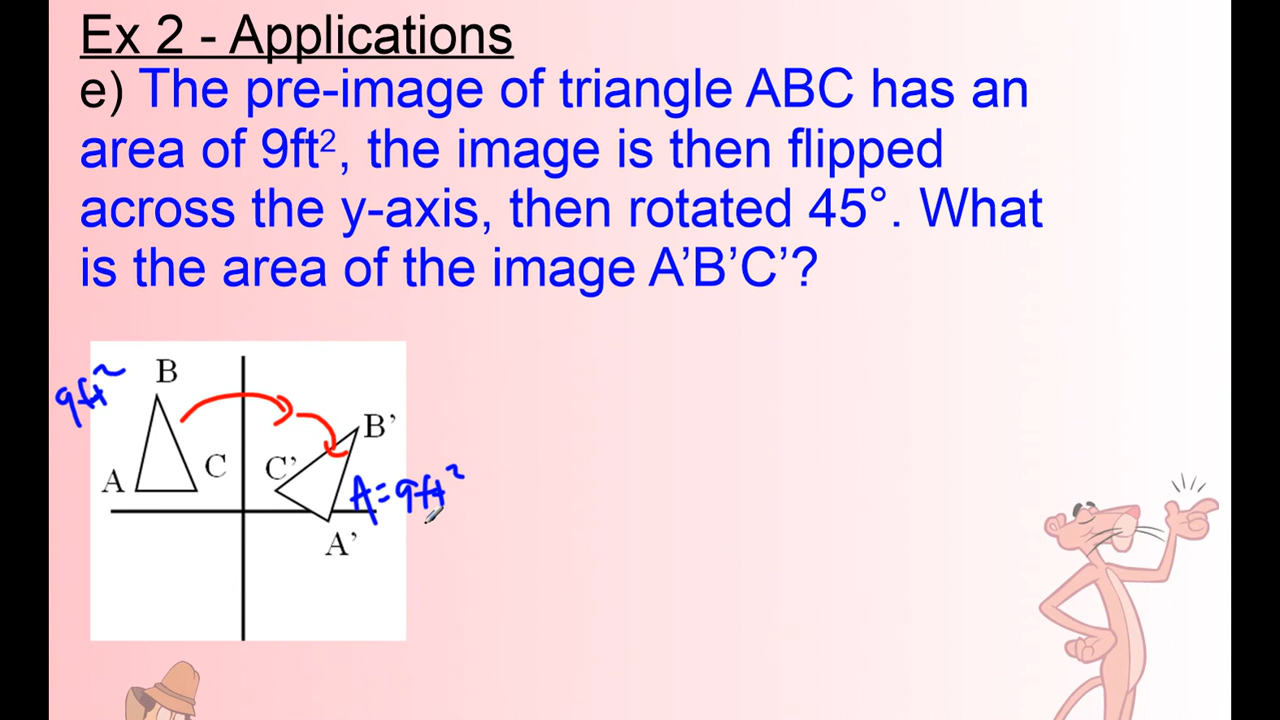 Ex 2 - Applications
e) The pre-image of triangle ABC has an
area of 9ft², the image is then flipped
across the y-axis, then rotated 45°. What
is the area of the image A’B’C’?
9ft²
B
A
C
B’
C’
A=9ft²
A’